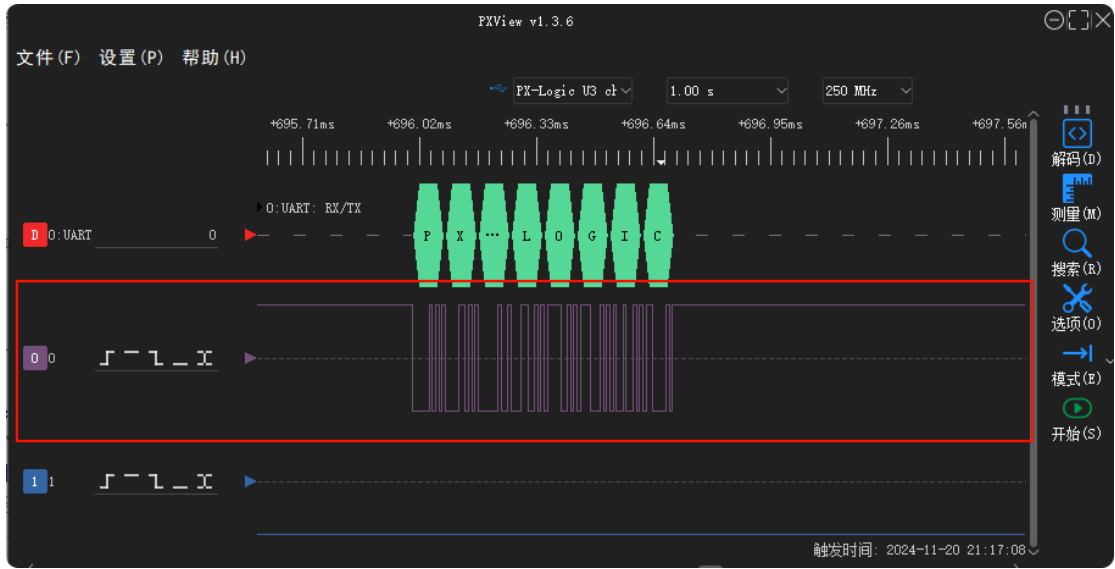 PXView v1.3.6
文件(F) 设置(P) 帮助(H)
PX-Logic U3 ch 1.00 s 250 MHz
+695.71ms +696.02ms +696.33ms +696.64ms +696.95ms +697.26ms +697.56m
解码(D)
0:UART: RX/TX
测量(M)
D 0:UART 0 P X … L O G I C
搜索(R)
选项(O)
0 0
模式(E)
开始(S)
1 1
触发时间: 2024-11-20 21:17:08